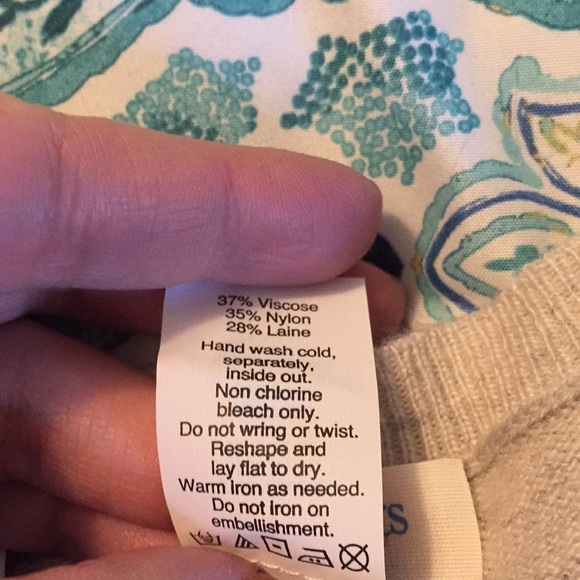 37% Viscose
35% Nylon
28% Laine
Hand wash cold,
separately,
inside out.
Non chlorine
bleach only.
Do not wring or twist.
Reshape and
lay flat to dry.
Warm iron as needed.
Do not iron on
embellishment.